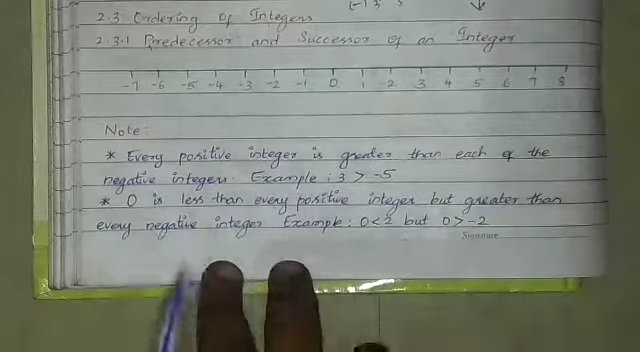 2.3 Ordering Of Integers
2.3.1 Predecessor and Successor Of an Integer
-7 -6 -5 -4 -3 -2 -1 0 1 2 3 4 5 6 7 8
Note:
* Every positive integer is greater than each of the
negative integers. Example : 3 > -5
* 0 is less than every positive integer but greater than
every negative integer Example: 0<2 but 0 > -2
Signature